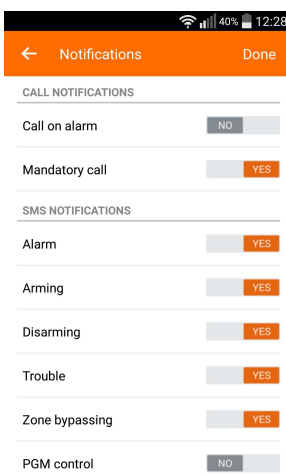 40% 12:28
Notifications Done
CALL NOTIFICATIONS
Call on alarm NO
Mandatory call YES
SMS NOTIFICATIONS
Alarm YES
Arming YES
Disarming YES
Trouble YES
Zone bypassing YES
PGM control NO